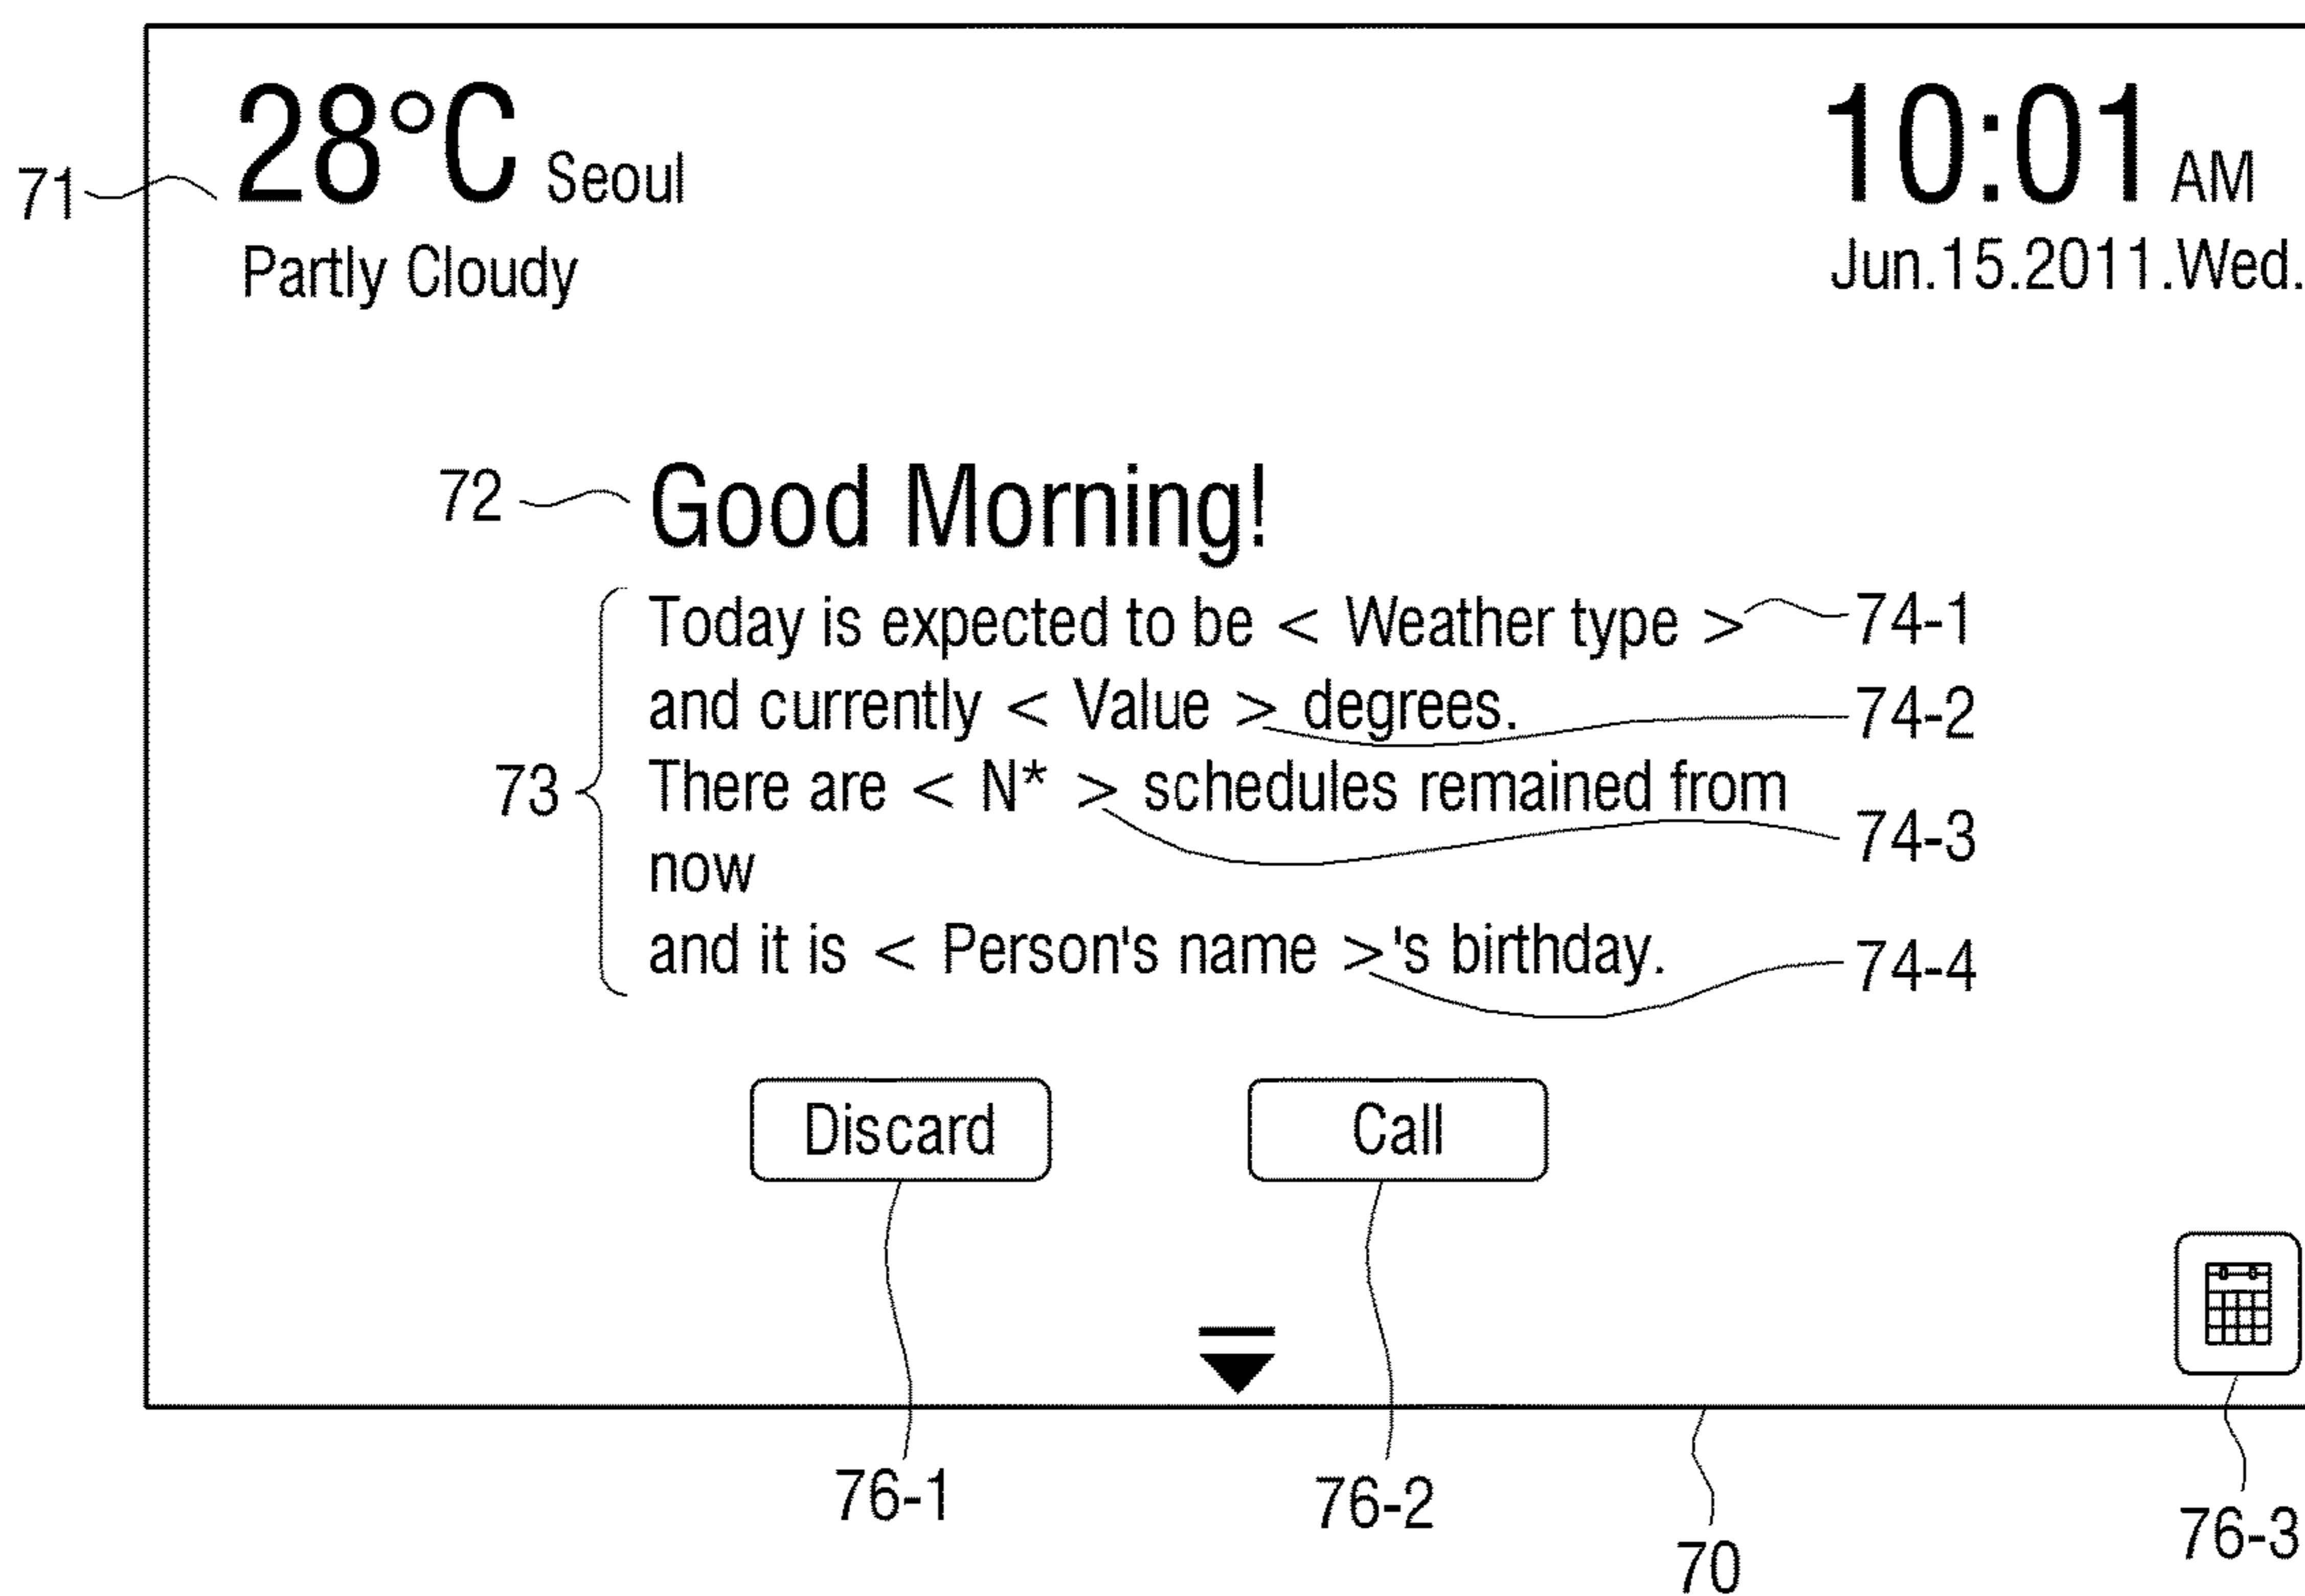 28°C Seoul
10:01 AM
71
Partly Cloudy
Jun.15.2011.Wed.
72
Good Morning!
Today is expected to be < Weather type >
74-1
and currently < Value > degrees.
74-2
73
There are < N* > schedules remained from
74-3
now
and it is < Person's name >'s birthday.
74-4
Discard
Call
76-1
76-2
70
76-3